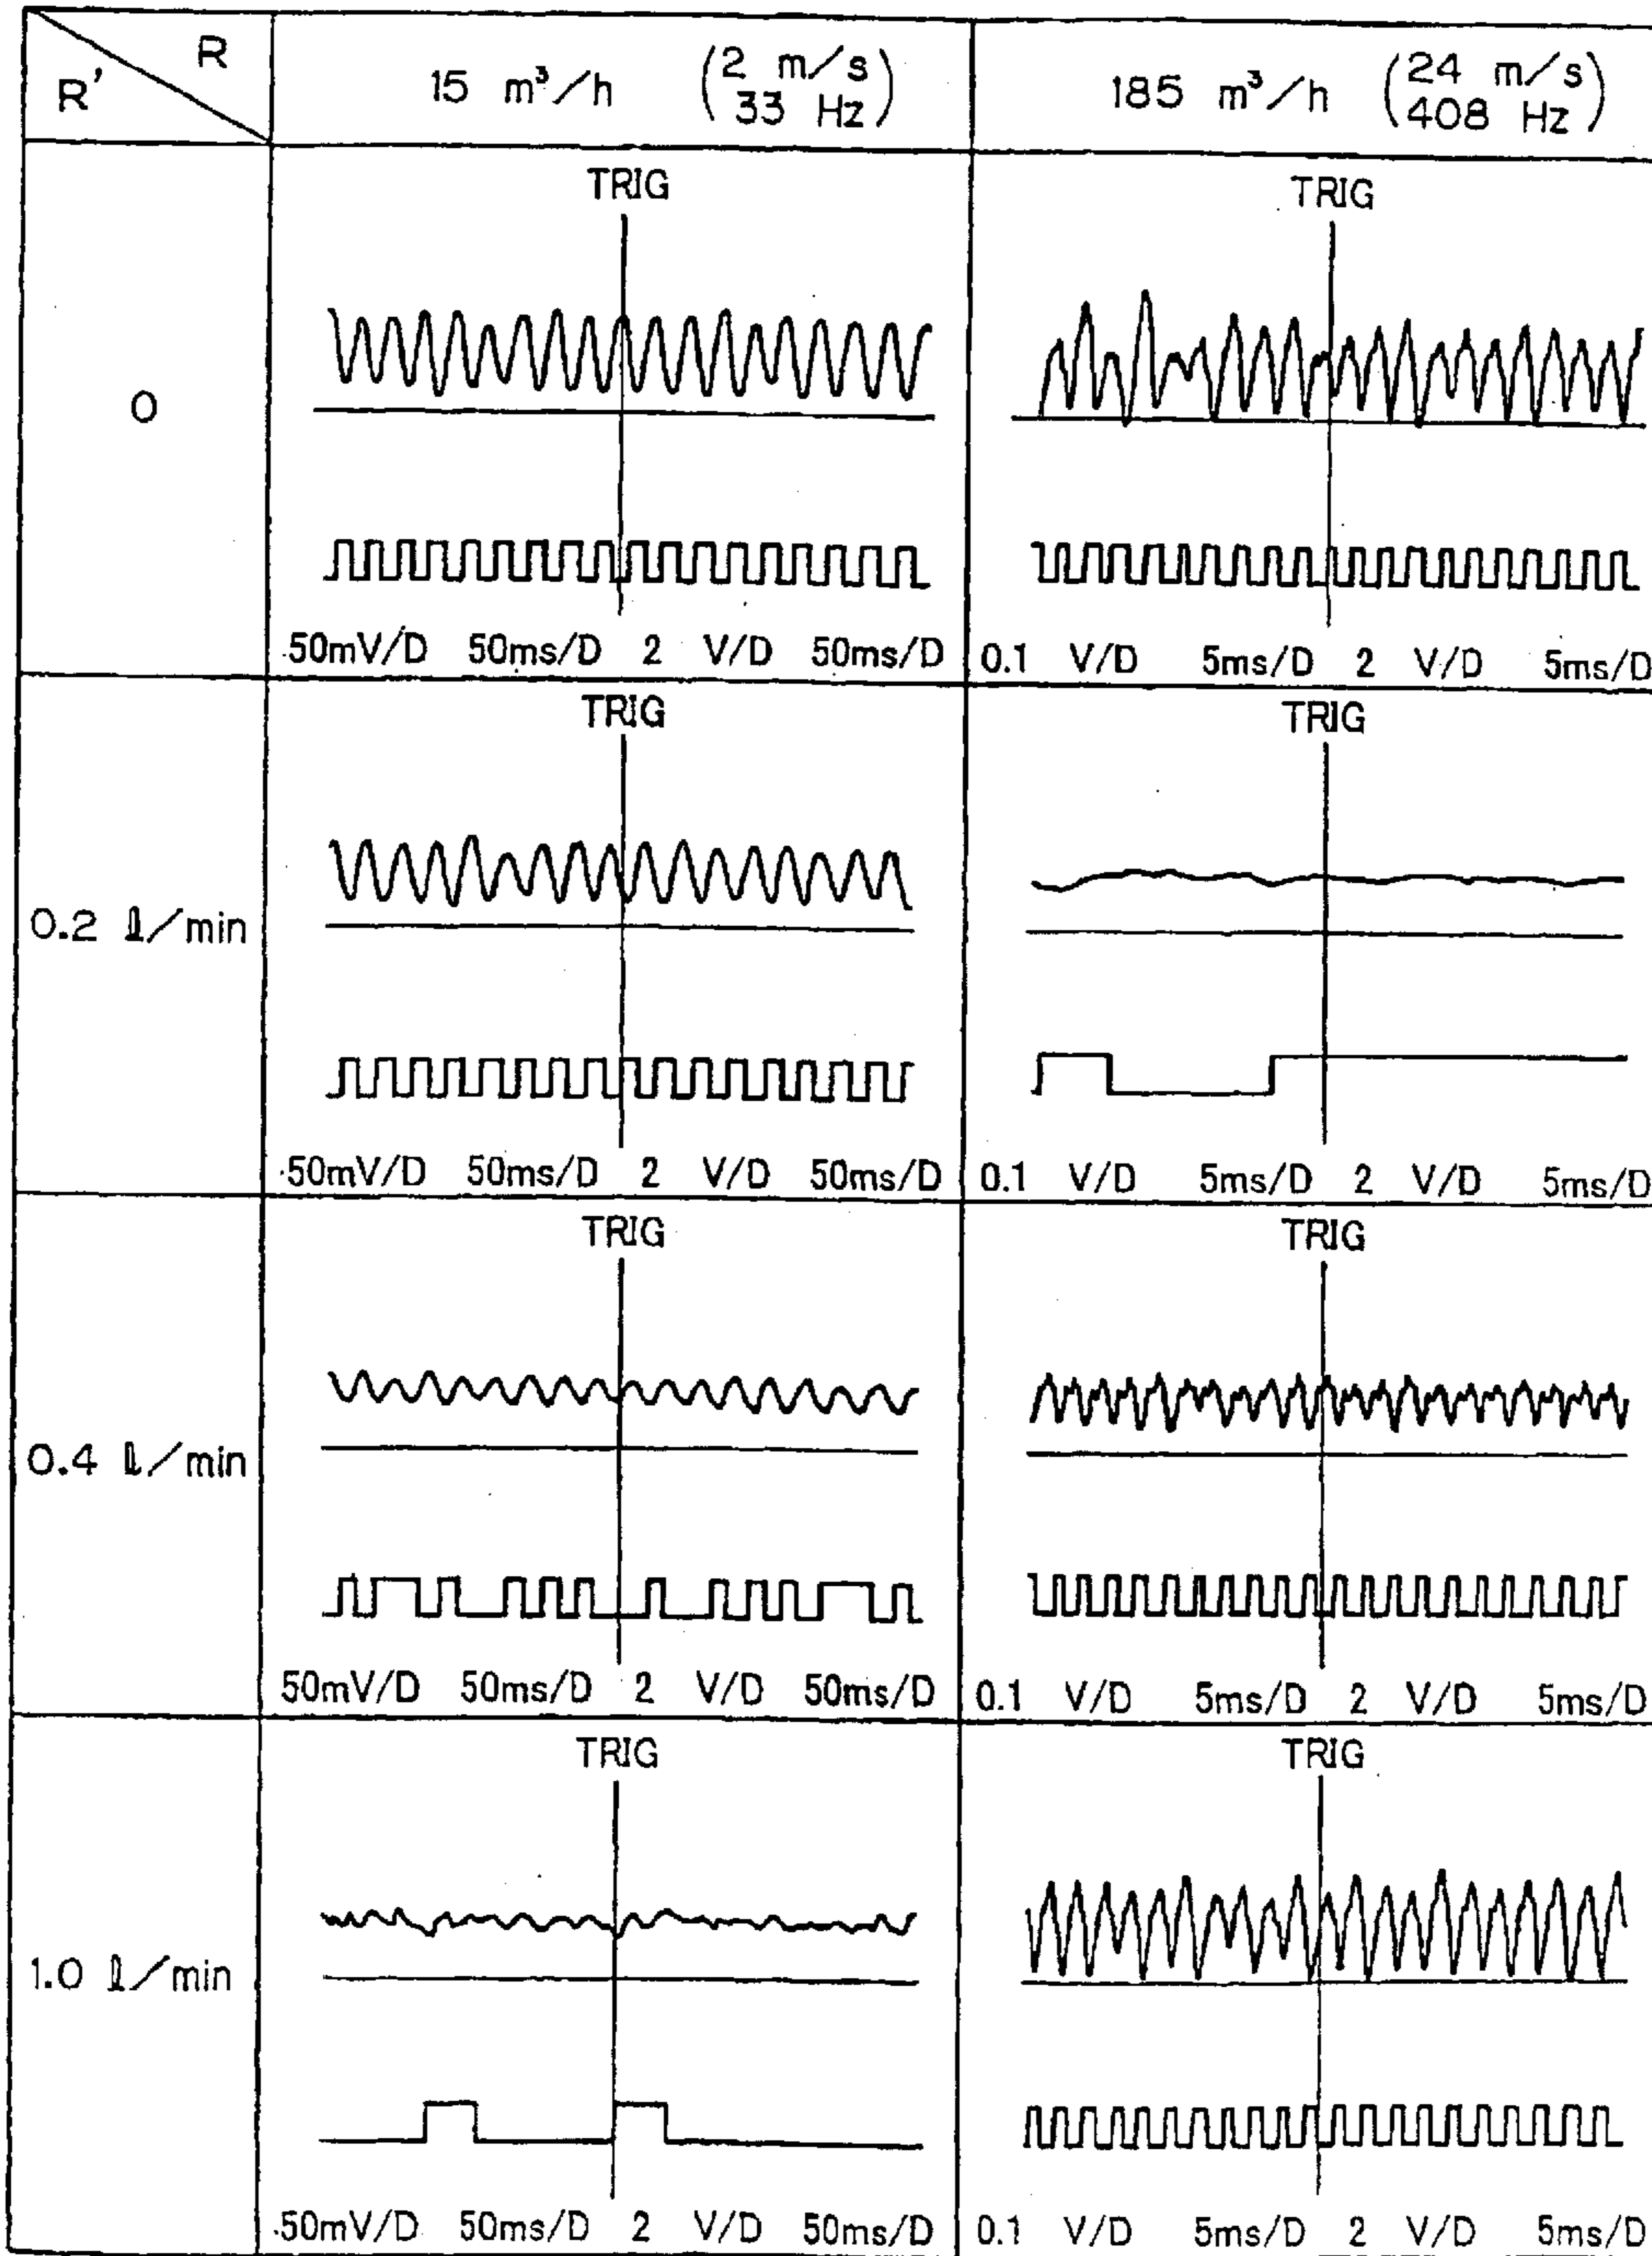 R
R'
15 m³/h (2 m/s 33 Hz)
185 m³/h (24 m/s 408 Hz)
0
TRIG
50mV/D 50ms/D 2 V/D 50ms/D
TRIG
0.1 V/D 5ms/D 2 V/D 5ms/D
0.2 l/min
TRIG
50mV/D 50ms/D 2 V/D 50ms/D
TRIG
0.1 V/D 5ms/D 2 V/D 5ms/D
0.4 l/min
TRIG
50mV/D 50ms/D 2 V/D 50ms/D
TRIG
0.1 V/D 5ms/D 2 V/D 5ms/D
1.0 l/min
TRIG
50mV/D 50ms/D 2 V/D 50ms/D
TRIG
0.1 V/D 5ms/D 2 V/D 5ms/D